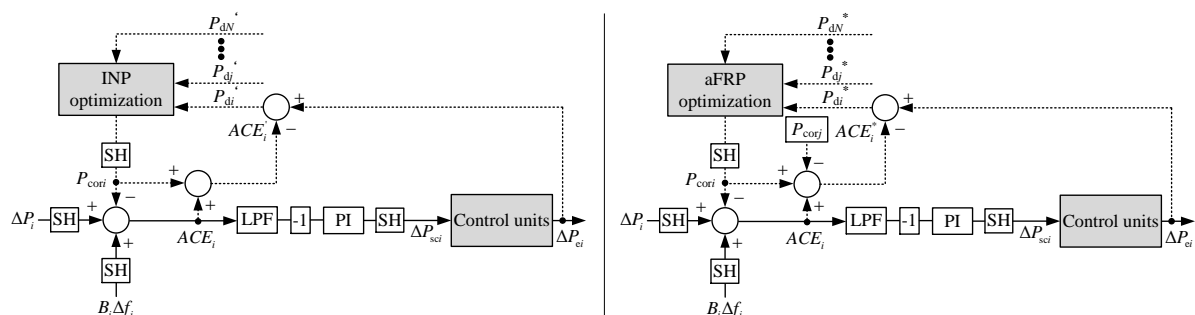 P_dN'
INP
optimization
P_dj'
P_di'
ACE_i'
+
−
SH
P_cori
+
+
−
ΔP_i
SH
+
+
ACE_i
LPF
-1
PI
SH
ΔP_sci
Control units
ΔP_ei
SH
B_iΔf_i
P_dN*
aFRP
optimization
P_dj*
P_di*
ACE_i*
+
−
P_corj
SH
−
P_cori
+
+
−
ΔP_i
SH
+
+
ACE_i
LPF
-1
PI
SH
ΔP_sci
Control units
ΔP_ei
SH
B_iΔf_i